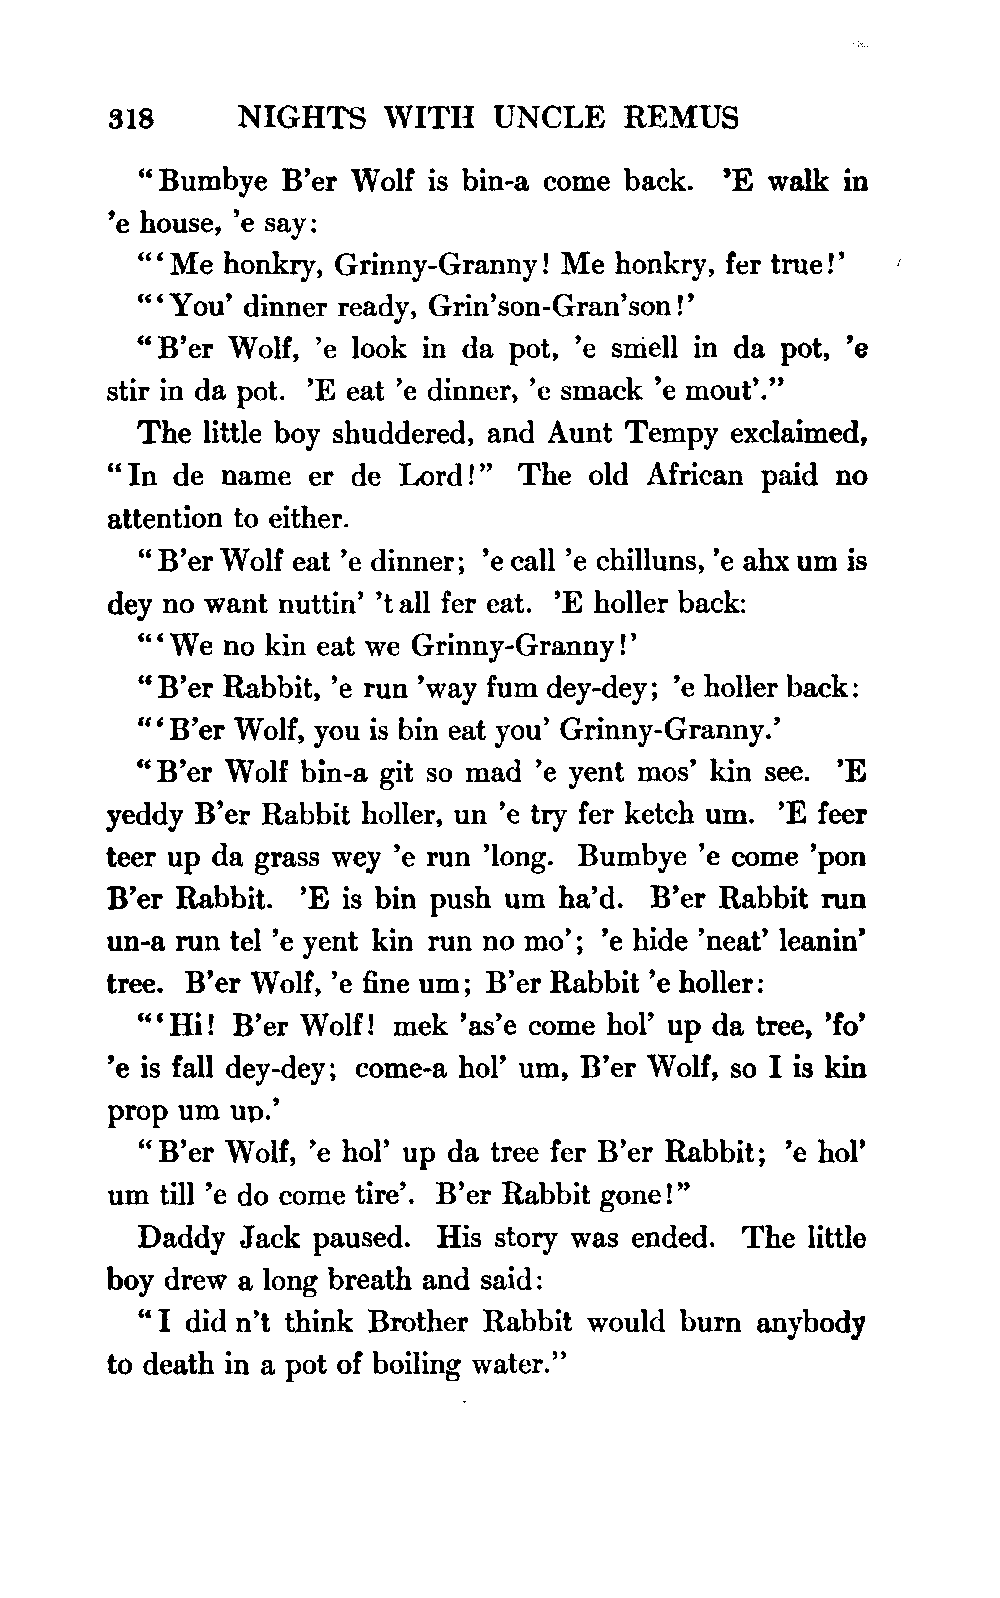 318 NIGHTS WITH UNCLE REMUS
“Bumbye B’er Wolf is bin-a come back. ’E walk in
’e house, ’e say:
“‘Me honkry, Grinny-Granny! Me honkry, fer true!’
“‘You’ dinner ready, Grin’son-Gran’son!’
“B’er Wolf, ’e look in da pot, ’e smell in da pot, ’e
stir in da pot. ’E eat ’e dinner, ’e smack ’e mout’.”
The little boy shuddered, and Aunt Tempy exclaimed,
“In de name er de Lord!” The old African paid no
attention to either.
“B’er Wolf eat ’e dinner; ’e call ’e chilluns, ’e ahx um is
dey no want nuttin’ ’t all fer eat. ’E holler back:
“‘We no kin eat we Grinny-Granny!’
“B’er Rabbit, ’e run ’way fum dey-dey; ’e holler back:
“‘B’er Wolf, you is bin eat you’ Grinny-Granny.’
“B’er Wolf bin-a git so mad ’e yent mos’ kin see. ’E
yeddy B’er Rabbit holler, un ’e try fer ketch um. ’E feer
teer up da grass wey ’e run ’long. Bumbye ’e come ’pon
B’er Rabbit. ’E is bin push um ha’d. B’er Rabbit run
un-a run tel ’e yent kin run no mo’; ’e hide ’neat’ leanin’
tree. B’er Wolf, ’e fine um; B’er Rabbit ’e holler:
“‘Hi! B’er Wolf! mek ’as’e come hol’ up da tree, ’fo’
’e is fall dey-dey; come-a hol’ um, B’er Wolf, so I is kin
prop um up.’
“B’er Wolf, ’e hol’ up da tree fer B’er Rabbit; ’e hol’
um till ’e do come tire’. B’er Rabbit gone!”
Daddy Jack paused. His story was ended. The little
boy drew a long breath and said:
“I did n’t think Brother Rabbit would burn anybody
to death in a pot of boiling water.”